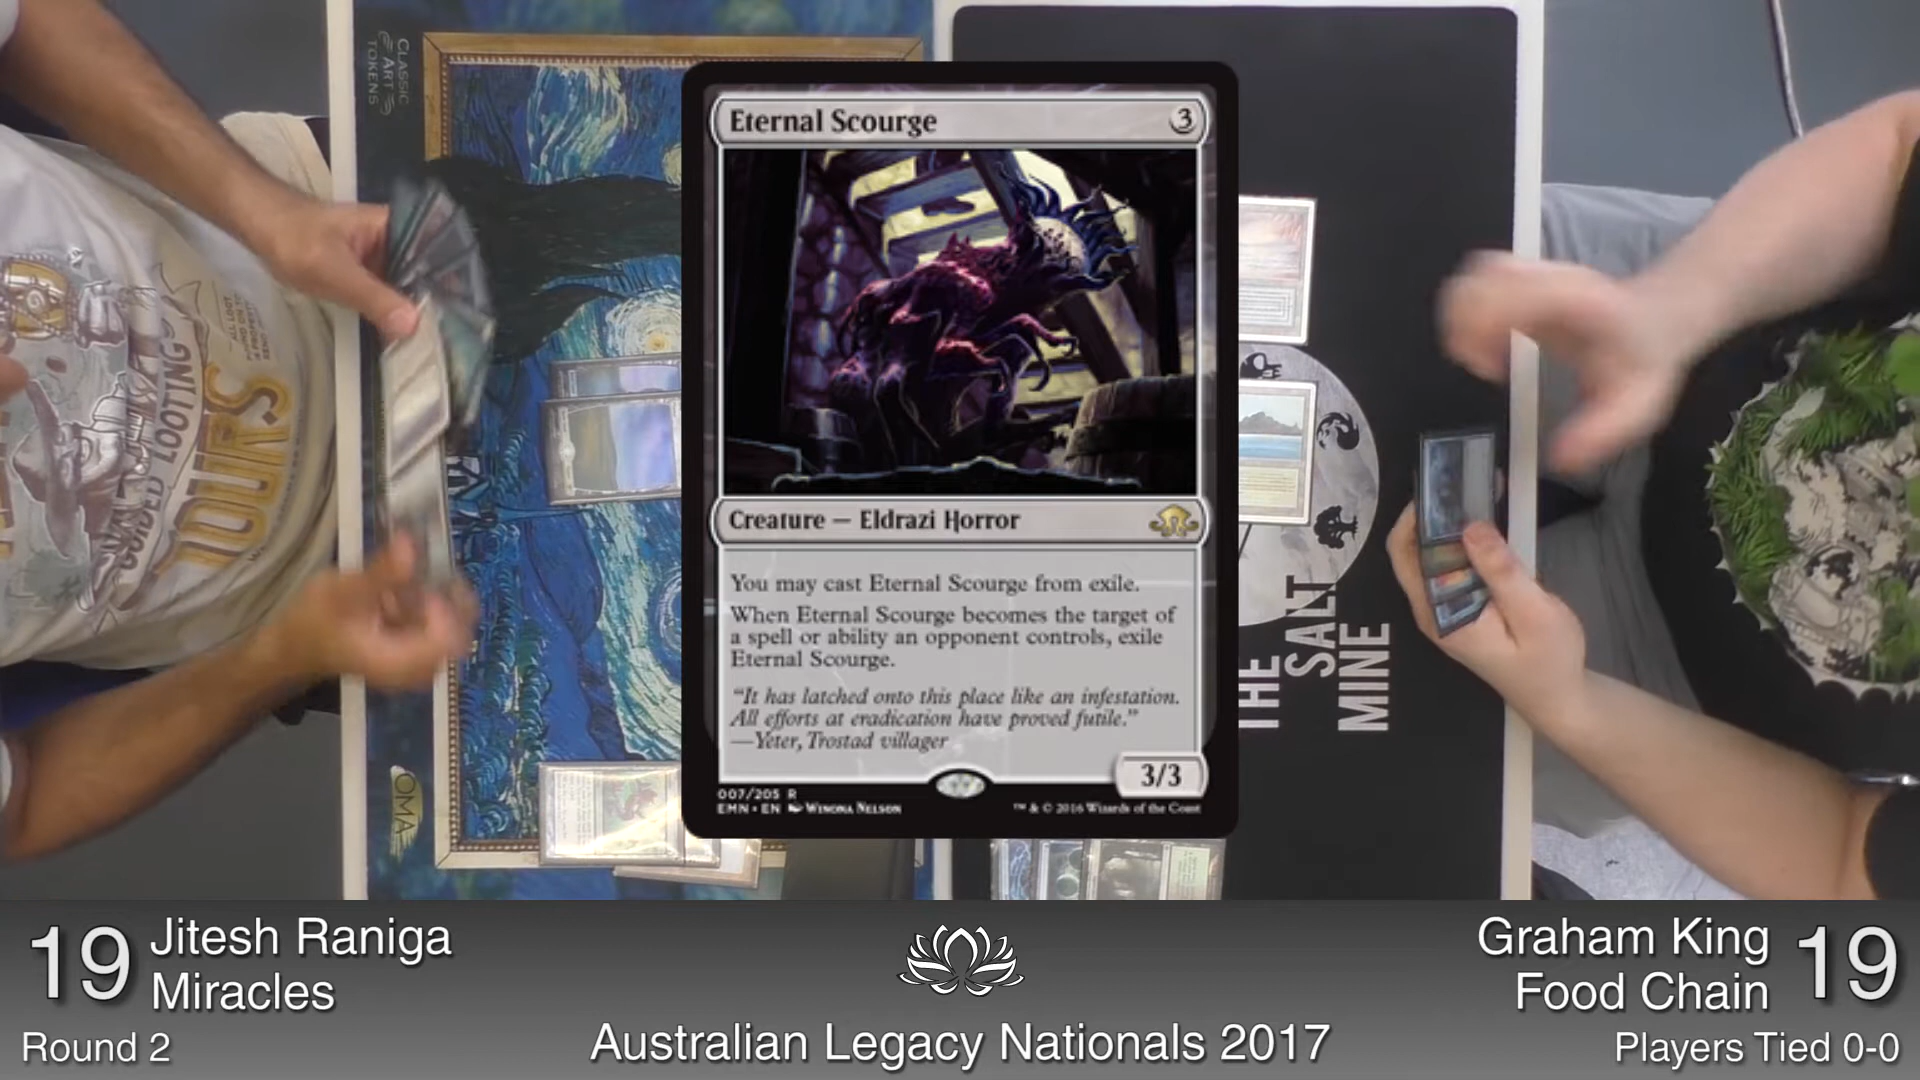 CLASSIC
ART
TOKENS
GUIDED LOOTING
TOURS
OMA
Eternal Scourge 3
Creature — Eldrazi Horror
You may cast Eternal Scourge from exile.
When Eternal Scourge becomes the target of
a spell or ability an opponent controls, exile
Eternal Scourge.
“It has latched onto this place like an infestation.
All efforts at eradication have proved futile.”
—Yeter, Trostad villager
3/3
007/205 R
EMN • EN Winona Nelson
™ & © 2016 Wizards of the Coast
THE
SALT
MINE
19 Jitesh Raniga
Miracles
Round 2
Australian Legacy Nationals 2017
Graham King 19
Food Chain
Players Tied 0-0